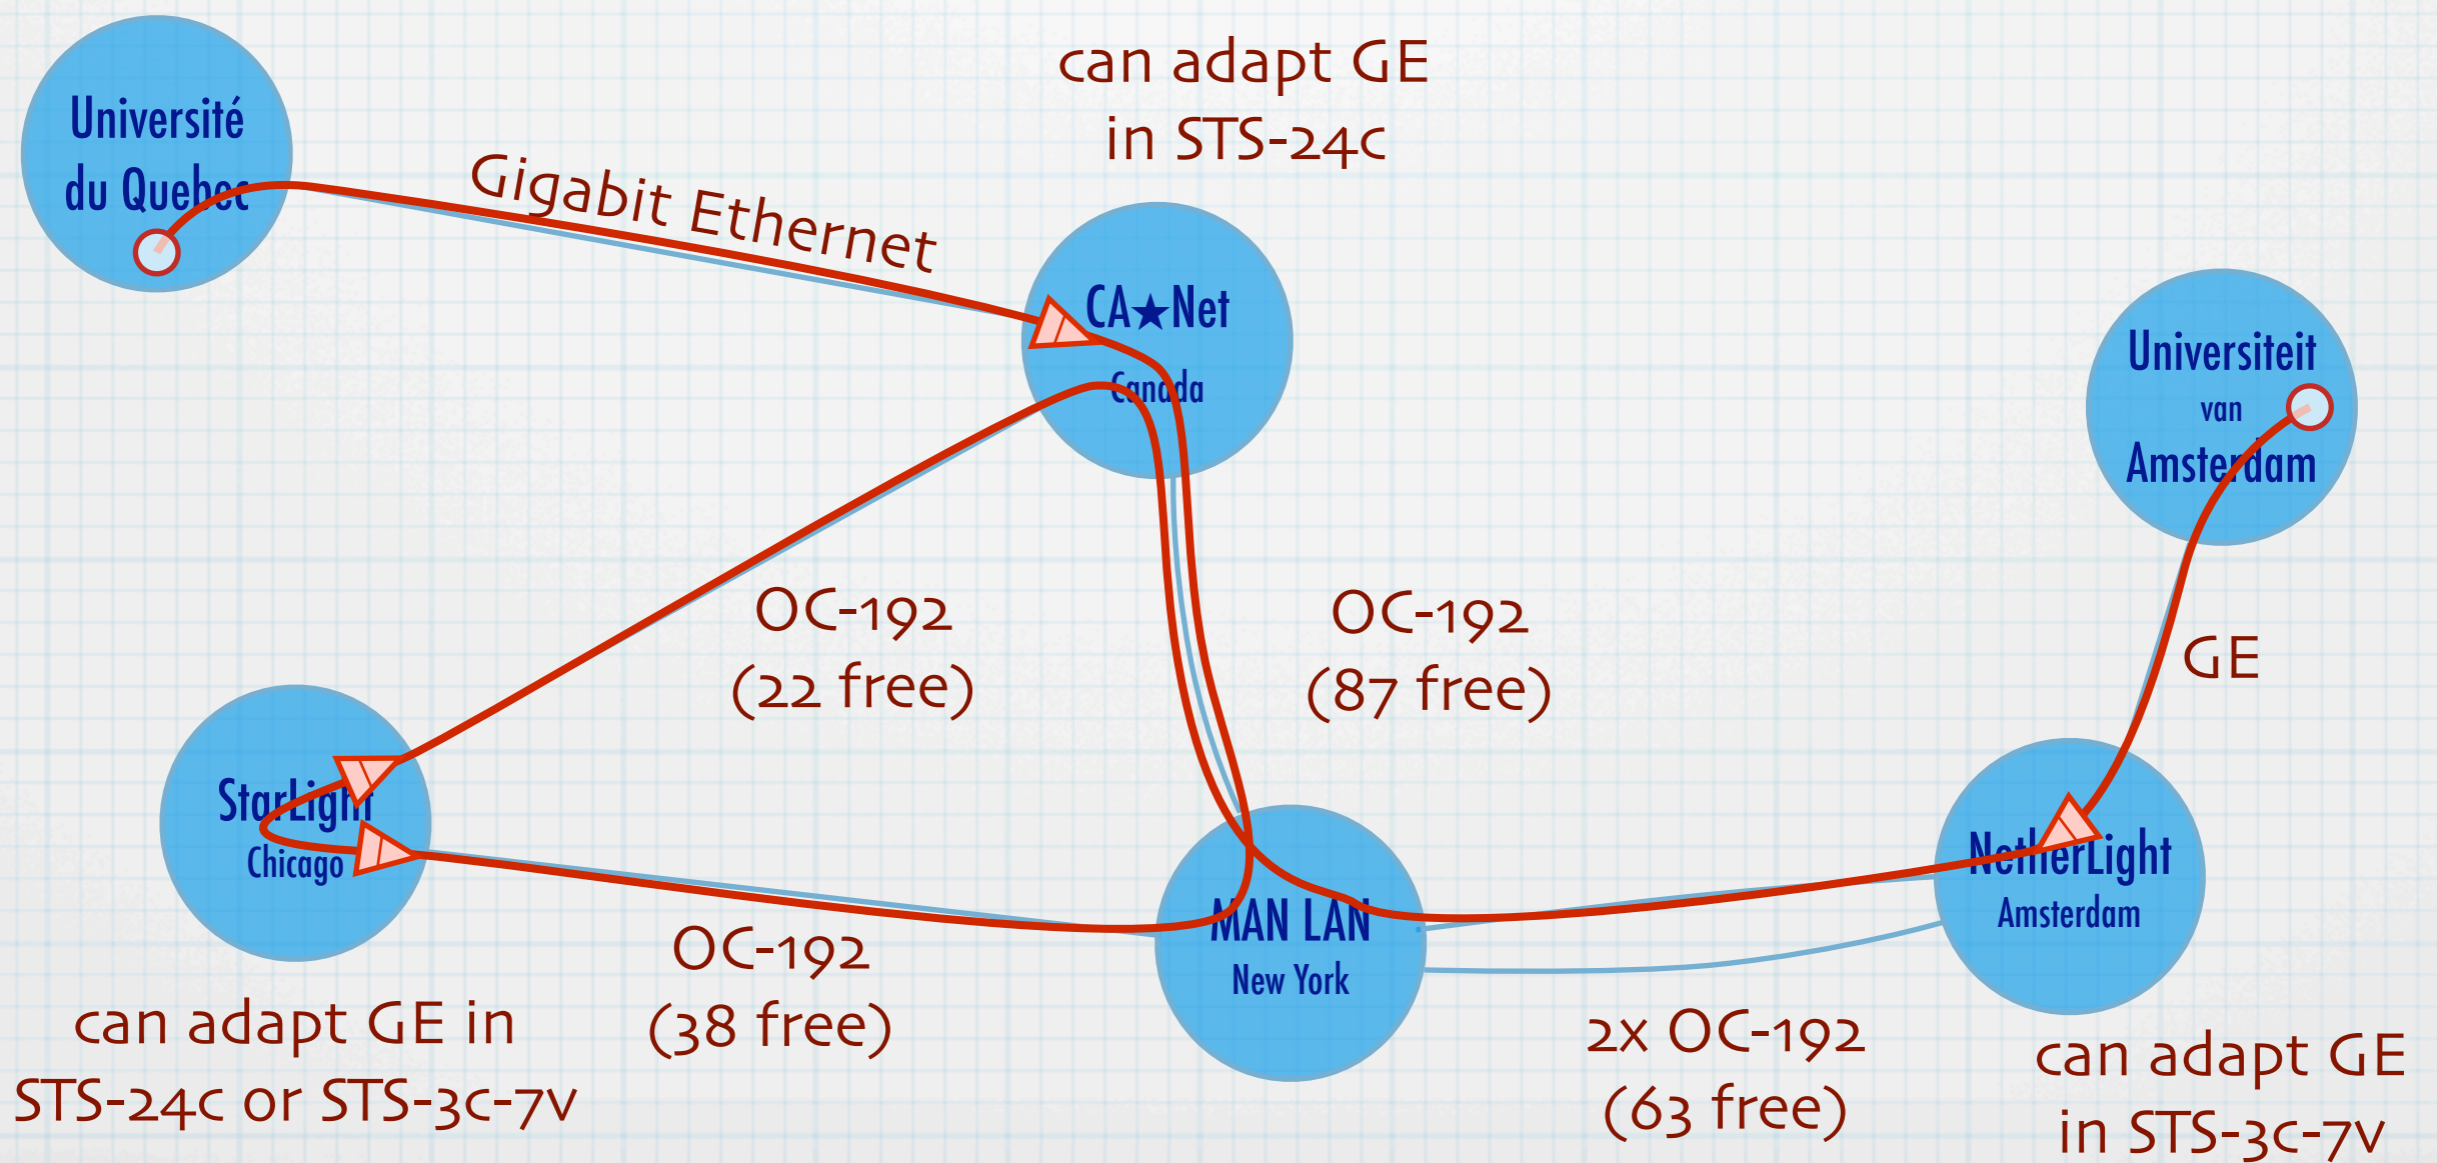 Université
du Quebec
Gigabit Ethernet
can adapt GE
in STS-24c
CA★Net
Canada
Universiteit
van
Amsterdam
GE
OC-192
(22 free)
OC-192
(87 free)
StarLight
Chicago
can adapt GE in
STS-24c or STS-3c-7v
OC-192
(38 free)
MAN LAN
New York
2x OC-192
(63 free)
NetherLight
Amsterdam
can adapt GE
in STS-3c-7v